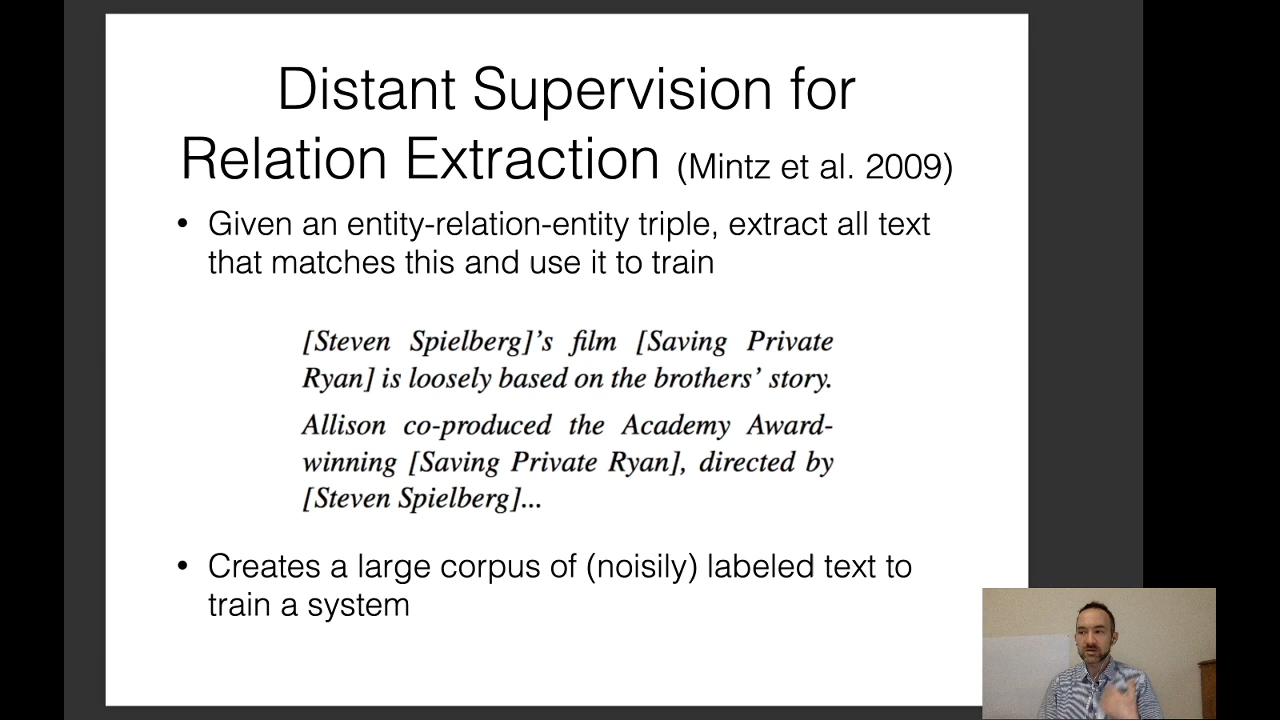 Distant Supervision for
Relation Extraction (Mintz et al. 2009)
• Given an entity-relation-entity triple, extract all text
that matches this and use it to train
[Steven Spielberg]’s film [Saving Private
Ryan] is loosely based on the brothers’ story.
Allison co-produced the Academy Award-
winning [Saving Private Ryan], directed by
[Steven Spielberg]...
• Creates a large corpus of (noisily) labeled text to
train a system